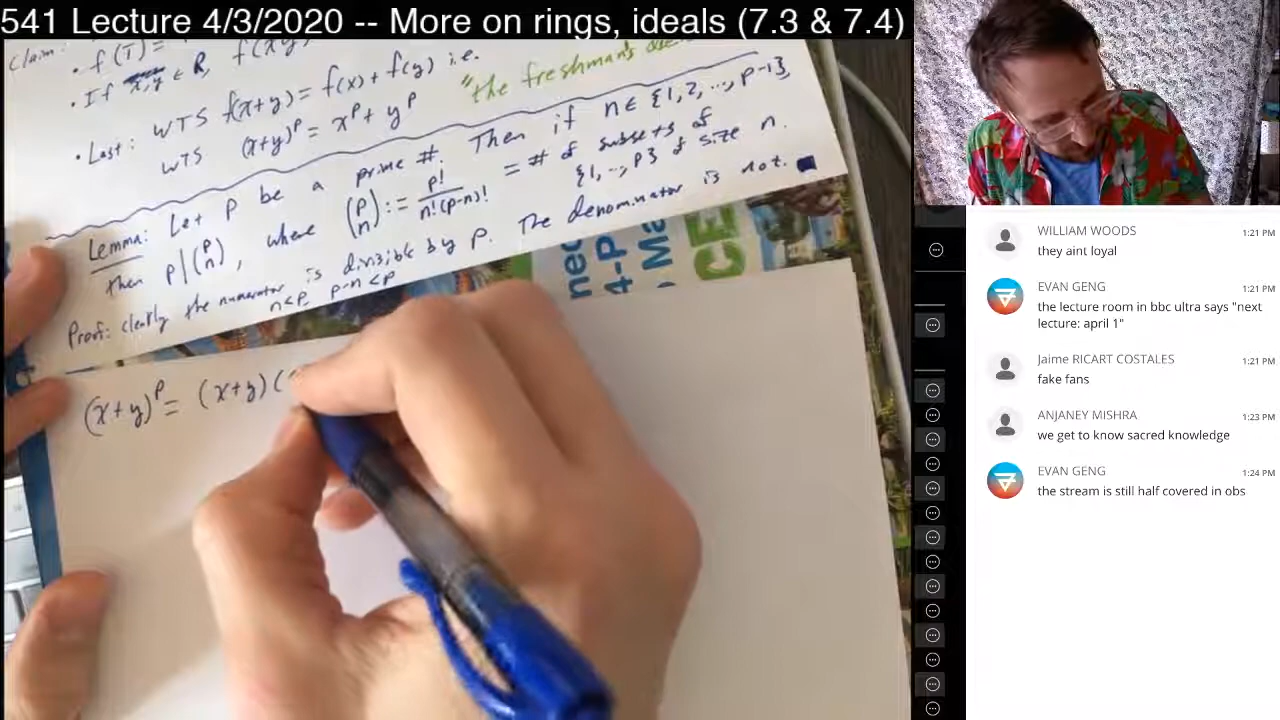 541 Lecture 4/3/2020 -- More on rings, ideals (7.3 & 7.4)
Claim:
• f(1) =
• If x,y ∈ R, f(xy)
• Last: WTS f(x+y) = f(x) + f(y) i.e.
WTS (x+y)^p = x^p + y^p
"the freshman's
Lemma: Let p be a prime #. Then if n ∈ {1, 2, ..., p-1},
then p | (p n), where (p n) := p! / n!(p-n)! = # of subsets of {1,..,p} of size n.
Proof: clearly the numerator is divisible by p. The denominator is not.
n<p, p-n<p
(x+y)^p = (x+y)(
WILLIAM WOODS 1:21 PM
they aint loyal
EVAN GENG 1:21 PM
the lecture room in bbc ultra says "next
lecture: april 1"
Jaime RICART COSTALES 1:21 PM
fake fans
ANJANEY MISHRA 1:23 PM
we get to know sacred knowledge
EVAN GENG 1:24 PM
the stream is still half covered in obs